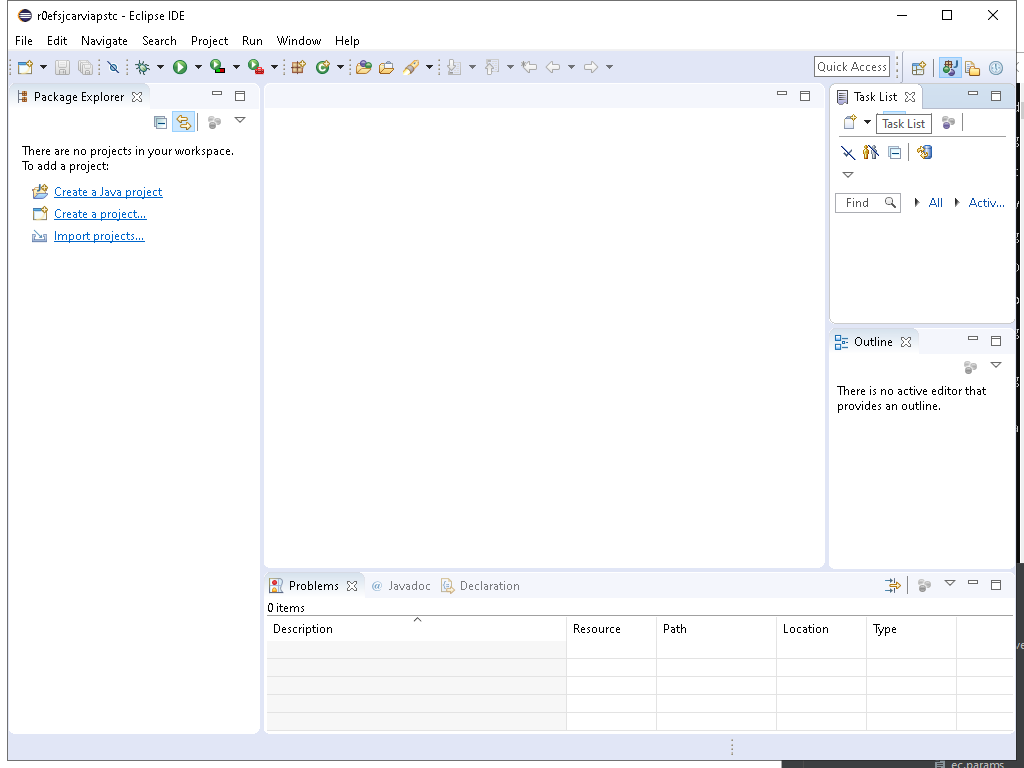 r0efsjcarviapstc - Eclipse IDE
File Edit Navigate Search Project Run Window Help
Quick Access
Package Explorer
There are no projects in your workspace.
To add a project:
Create a Java project
Create a project...
Import projects...
Task List
Task List
Find
All
Activ...
Outline
There is no active editor that
provides an outline.
Problems @ Javadoc Declaration
0 items
Description Resource Path Location Type
ec.params